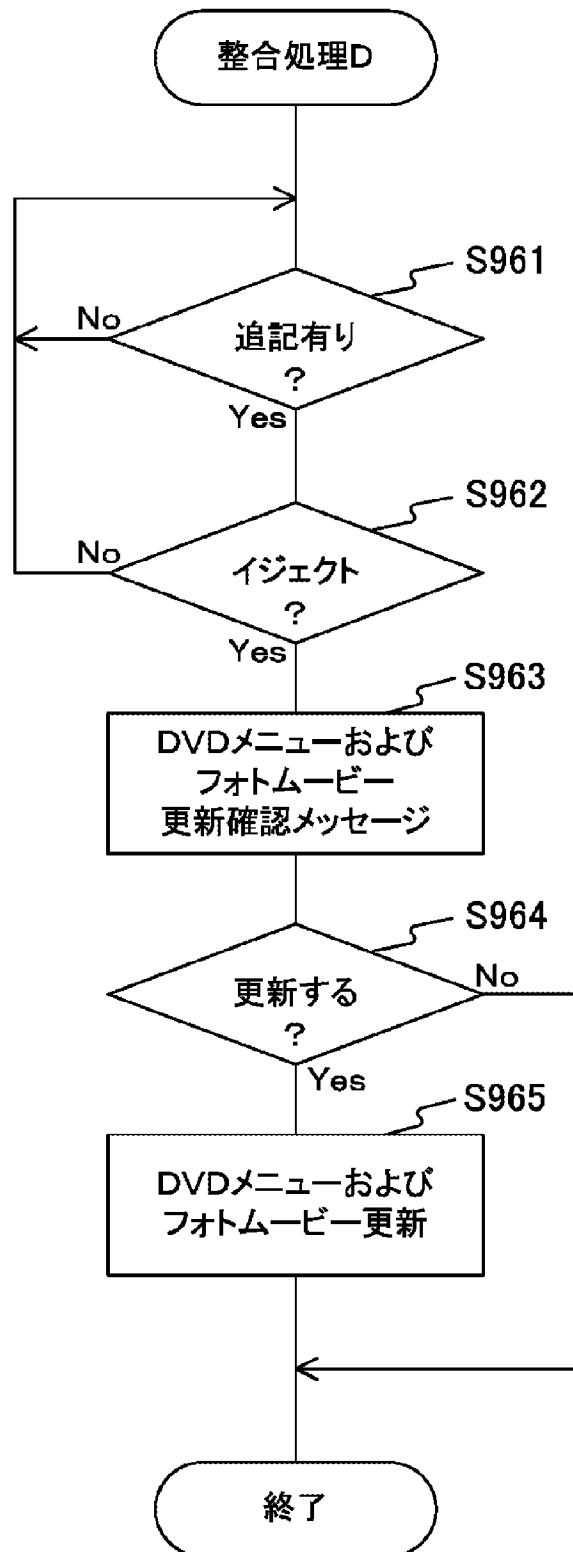 整合処理D
S961
No
追記有り
?
Yes
S962
No
イジェクト
?
Yes
S963
DVDメニューおよび
フォトムービー
更新確認メッセージ
S964
No
更新する
?
Yes
S965
DVDメニューおよび
フォトムービー更新
終了